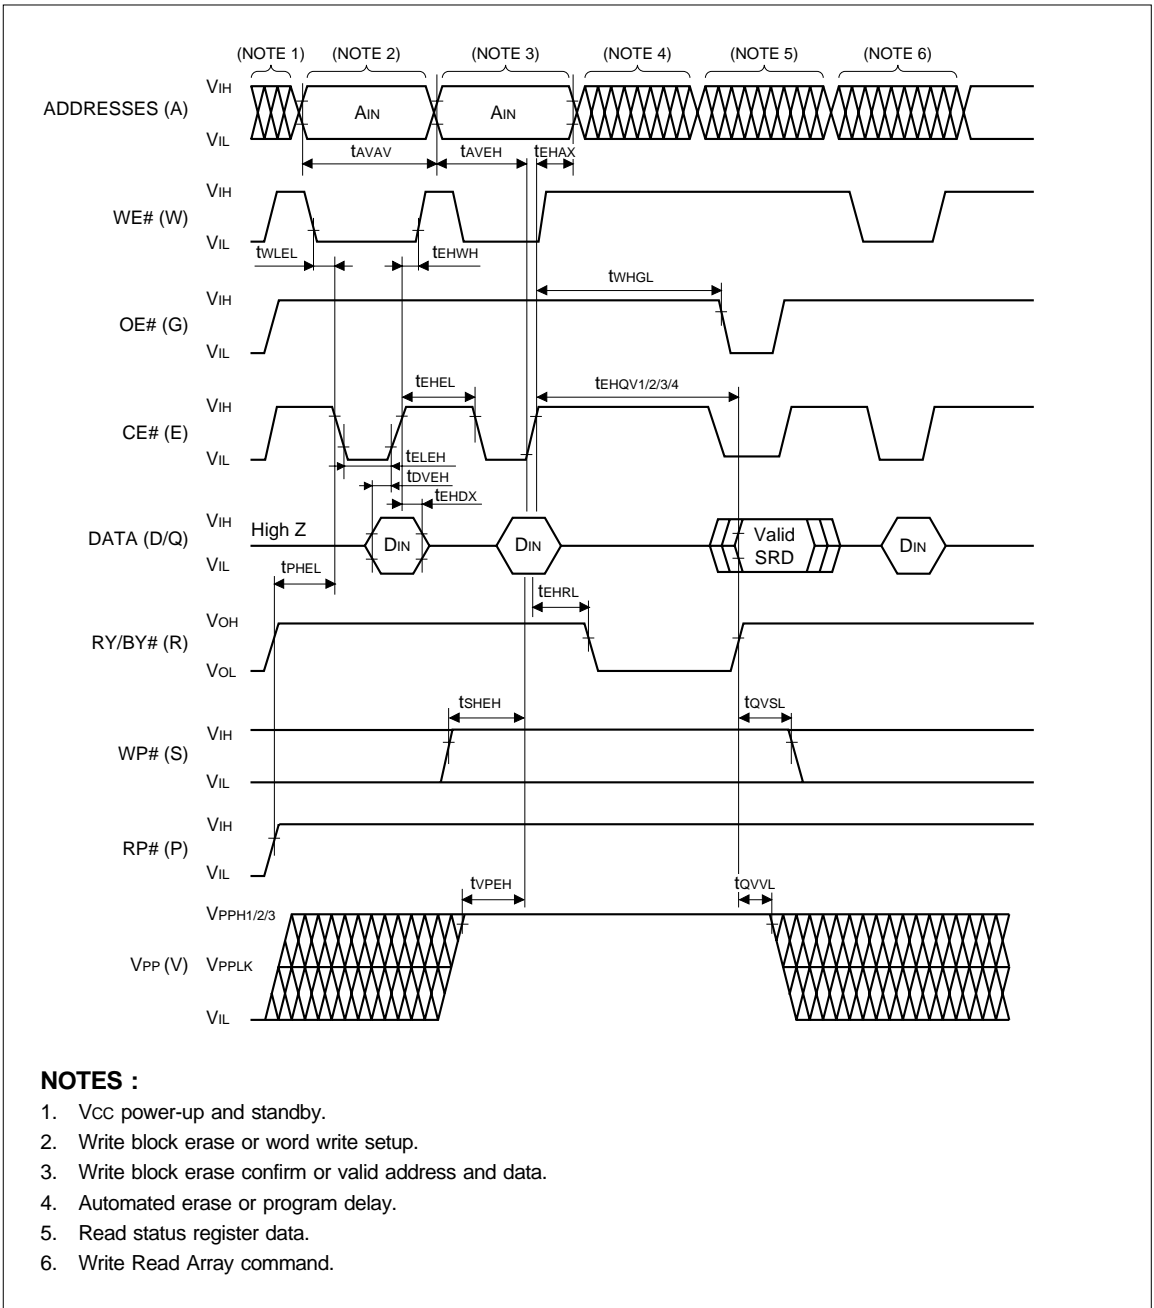 (NOTE 1) (NOTE 2) (NOTE 3) (NOTE 4) (NOTE 5) (NOTE 6)
VIH
ADDRESSES (A) AIN AIN
VIL
tAVAV tAVEH tEHAX
VIH
WE# (W)
VIL
tWLEL tEHWH
tWHGL
VIH
OE# (G)
VIL
tEHEL tEHQV1/2/3/4
VIH
CE# (E)
VIL
tELEH
tDVEH
tEHDX
VIH
High Z
DATA (D/Q) DIN DIN Valid SRD DIN
VIL
tPHEL
tEHRL
VOH
RY/BY# (R)
VOL
tSHEH tQVSL
VIH
WP# (S)
VIL
VIH
RP# (P)
VIL
tVPEH tQVVL
VPPH1/2/3
VPP (V) VPPLK
VIL
NOTES :
1. VCC power-up and standby.
2. Write block erase or word write setup.
3. Write block erase confirm or valid address and data.
4. Automated erase or program delay.
5. Read status register data.
6. Write Read Array command.